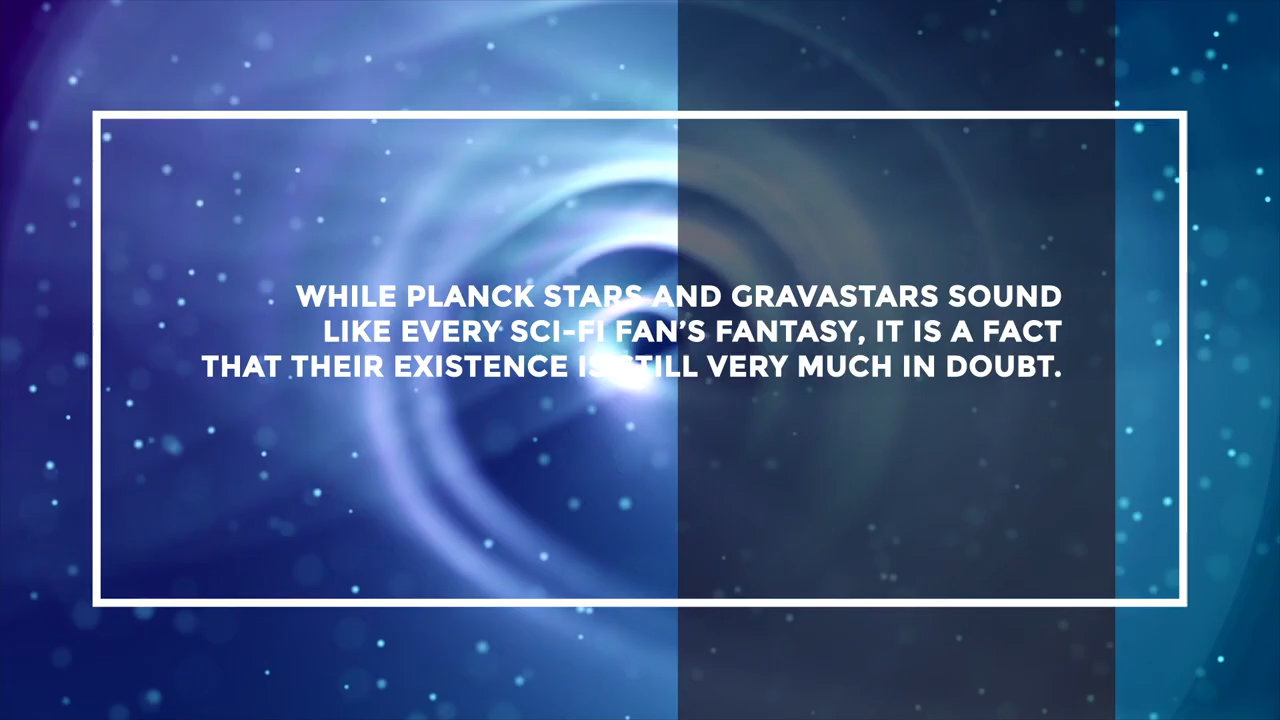 WHILE PLANCK STARS AND GRAVASTARS SOUND
LIKE EVERY SCI-FI FAN’S FANTASY, IT IS A FACT
THAT THEIR EXISTENCE IS STILL VERY MUCH IN DOUBT.